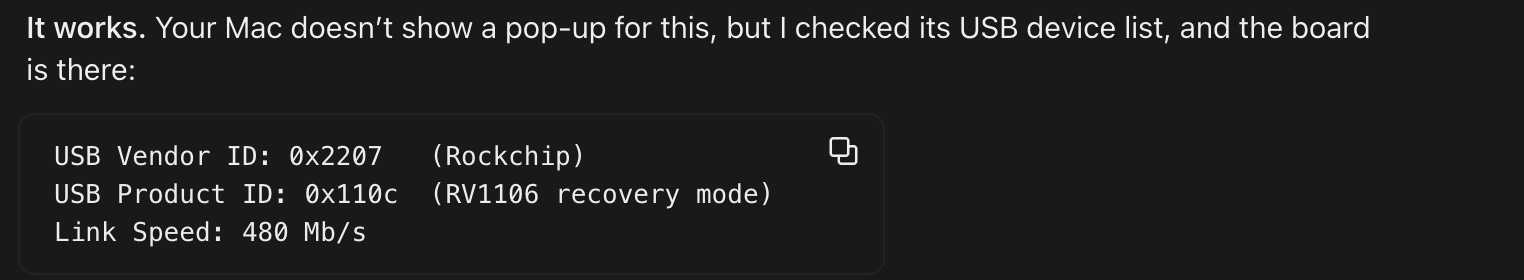 It works. Your Mac doesn’t show a pop-up for this, but I checked its USB device list, and the board
is there:
USB Vendor ID: 0x2207   (Rockchip)
USB Product ID: 0x110c  (RV1106 recovery mode)
Link Speed: 480 Mb/s